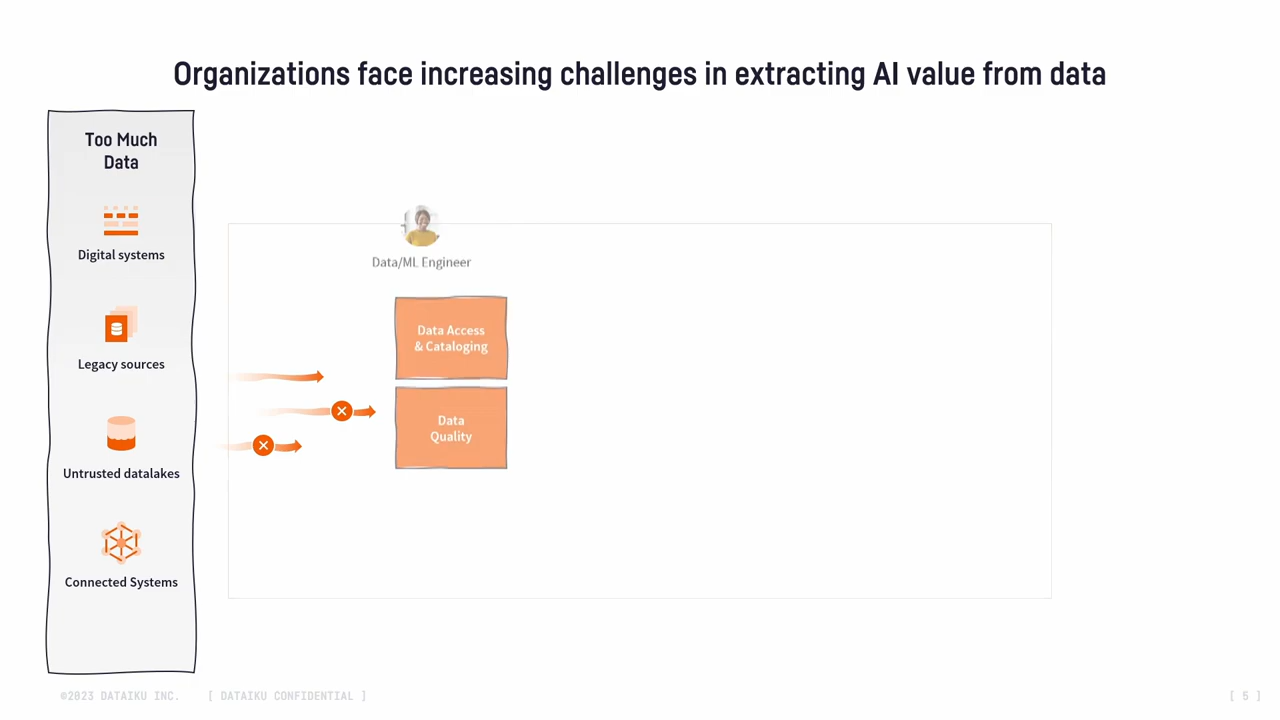 Organizations face increasing challenges in extracting AI value from data
Too Much
Data
Digital systems
Legacy sources
Untrusted datalakes
Connected Systems
Data/ML Engineer
Data Access
& Cataloging
Data
Quality
©2023 DATAIKU INC. [ DATAIKU CONFIDENTIAL ]
[ 5 ]